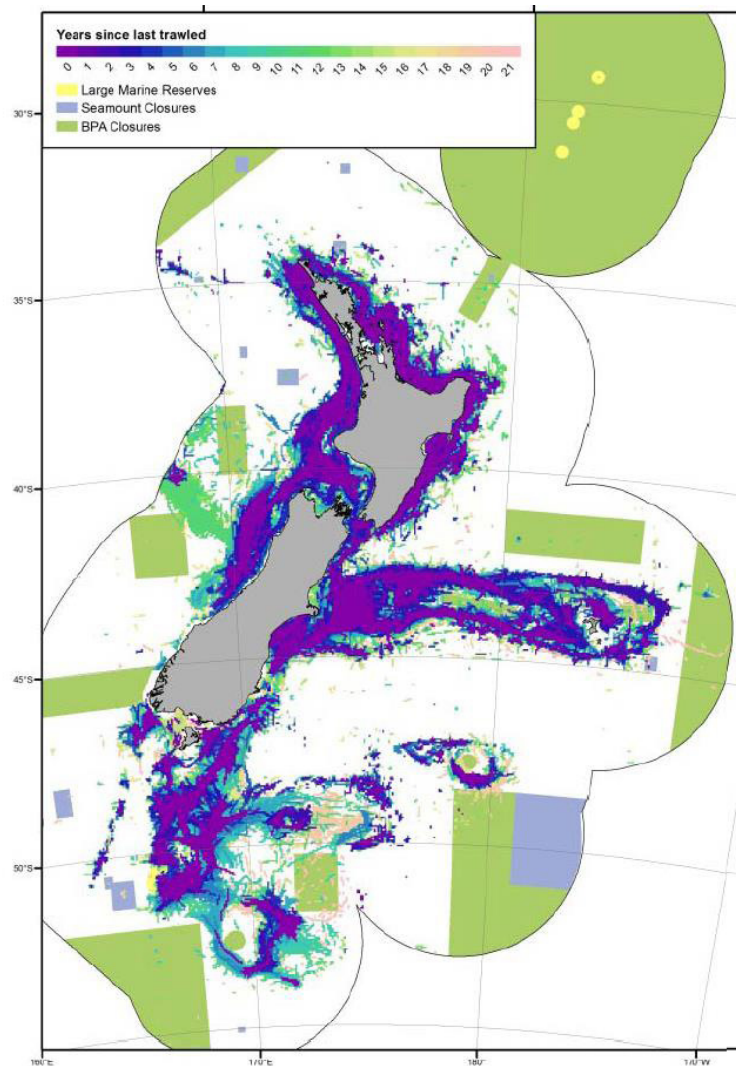 Years since last trawled
0 1 2 3 4 5 6 7 8 9 10 11 12 13 14 15 16 17 18 19 20 21
Large Marine Reserves
Seamount Closures
BPA Closures
30°S
35°S
40°S
45°S
50°S
160°E 170°E 180° 170°W